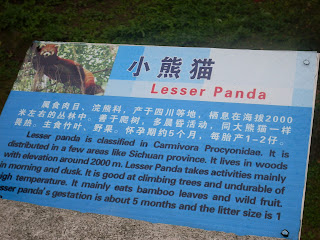 小熊猫
Lesser Panda
属食肉目、浣熊科，产于四川等地，栖息在海拔2000
米左右的丛林中。善于爬树，多晨昏活动，同大熊猫一样
畏热。主食竹叶、野果。怀孕期约5个月，每胎产1-2仔。
Lesser panda is classified in Carnivora Procyonidae. It is
distributed in a few areas like Sichuan province. It lives in woods
with elevation around 2000 m. Lesser Panda takes activities mainly
in morning and dusk. It is good at climbing trees and undurable of
high temperature. It mainly eats bamboo leaves and wild fruit.
sser panda's gestation is about 5 months and the litter size is 1